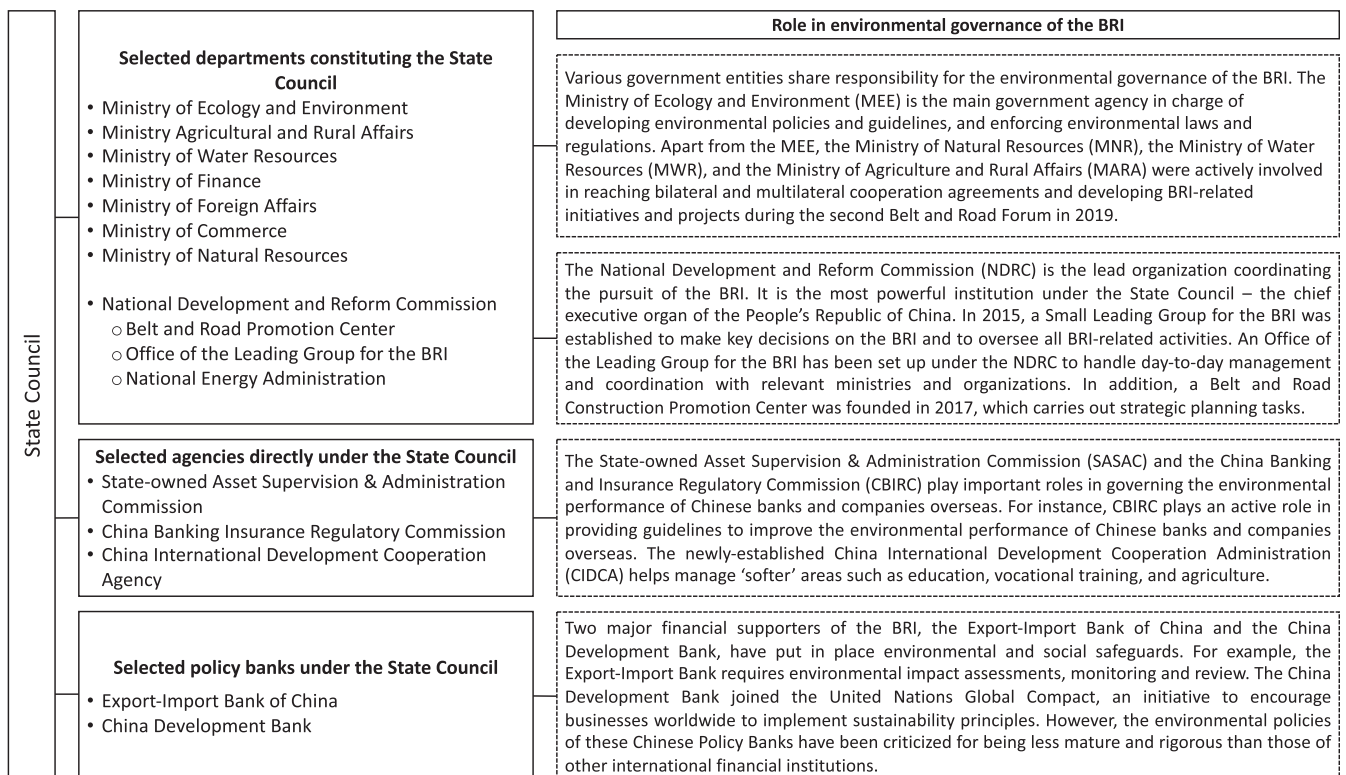 State Council
Selected departments constituting the State
Council
• Ministry of Ecology and Environment
• Ministry Agricultural and Rural Affairs
• Ministry of Water Resources
• Ministry of Finance
• Ministry of Foreign Affairs
• Ministry of Commerce
• Ministry of Natural Resources
• National Development and Reform Commission
o Belt and Road Promotion Center
o Office of the Leading Group for the BRI
o National Energy Administration
Role in environmental governance of the BRI
Various government entities share responsibility for the environmental governance of the BRI. The
Ministry of Ecology and Environment (MEE) is the main government agency in charge of
developing environmental policies and guidelines, and enforcing environmental laws and
regulations. Apart from the MEE, the Ministry of Natural Resources (MNR), the Ministry of Water
Resources (MWR), and the Ministry of Agriculture and Rural Affairs (MARA) were actively involved
in reaching bilateral and multilateral cooperation agreements and developing BRI-related
initiatives and projects during the second Belt and Road Forum in 2019.
The National Development and Reform Commission (NDRC) is the lead organization coordinating
the pursuit of the BRI. It is the most powerful institution under the State Council – the chief
executive organ of the People's Republic of China. In 2015, a Small Leading Group for the BRI was
established to make key decisions on the BRI and to oversee all BRI-related activities. An Office of
the Leading Group for the BRI has been set up under the NDRC to handle day-to-day management
and coordination with relevant ministries and organizations. In addition, a Belt and Road
Construction Promotion Center was founded in 2017, which carries out strategic planning tasks.
Selected agencies directly under the State Council
• State-owned Asset Supervision & Administration
Commission
• China Banking Insurance Regulatory Commission
• China International Development Cooperation
Agency
The State-owned Asset Supervision & Administration Commission (SASAC) and the China Banking
and Insurance Regulatory Commission (CBIRC) play important roles in governing the environmental
performance of Chinese banks and companies overseas. For instance, CBIRC plays an active role in
providing guidelines to improve the environmental performance of Chinese banks and companies
overseas. The newly-established China International Development Cooperation Administration
(CIDCA) helps manage ‘softer’ areas such as education, vocational training, and agriculture.
Selected policy banks under the State Council
• Export-Import Bank of China
• China Development Bank
Two major financial supporters of the BRI, the Export-Import Bank of China and the China
Development Bank, have put in place environmental and social safeguards. For example, the
Export-Import Bank requires environmental impact assessments, monitoring and review. The China
Development Bank joined the United Nations Global Compact, an initiative to encourage
businesses worldwide to implement sustainability principles. However, the environmental policies
of these Chinese Policy Banks have been criticized for being less mature and rigorous than those of
other international financial institutions.